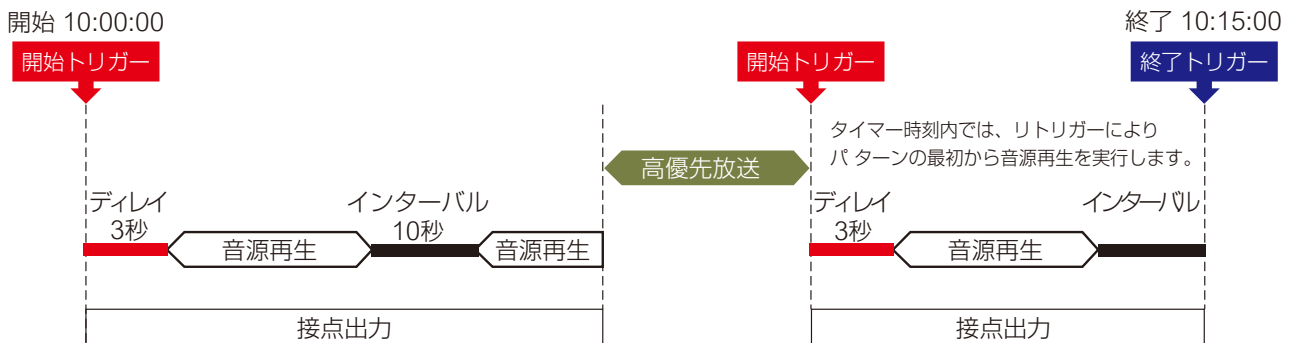 開始 10:00:00
終了 10:15:00
開始トリガー
開始トリガー
終了トリガー
タイマー時刻内では、リトリガーにより
パ ターンの最初から音源再生を実行します。
高優先放送
ディレイ
3秒
インターバル
10秒
ディレイ
3秒
インターバル
音源再生
音源再生
音源再生
接点出力
接点出力